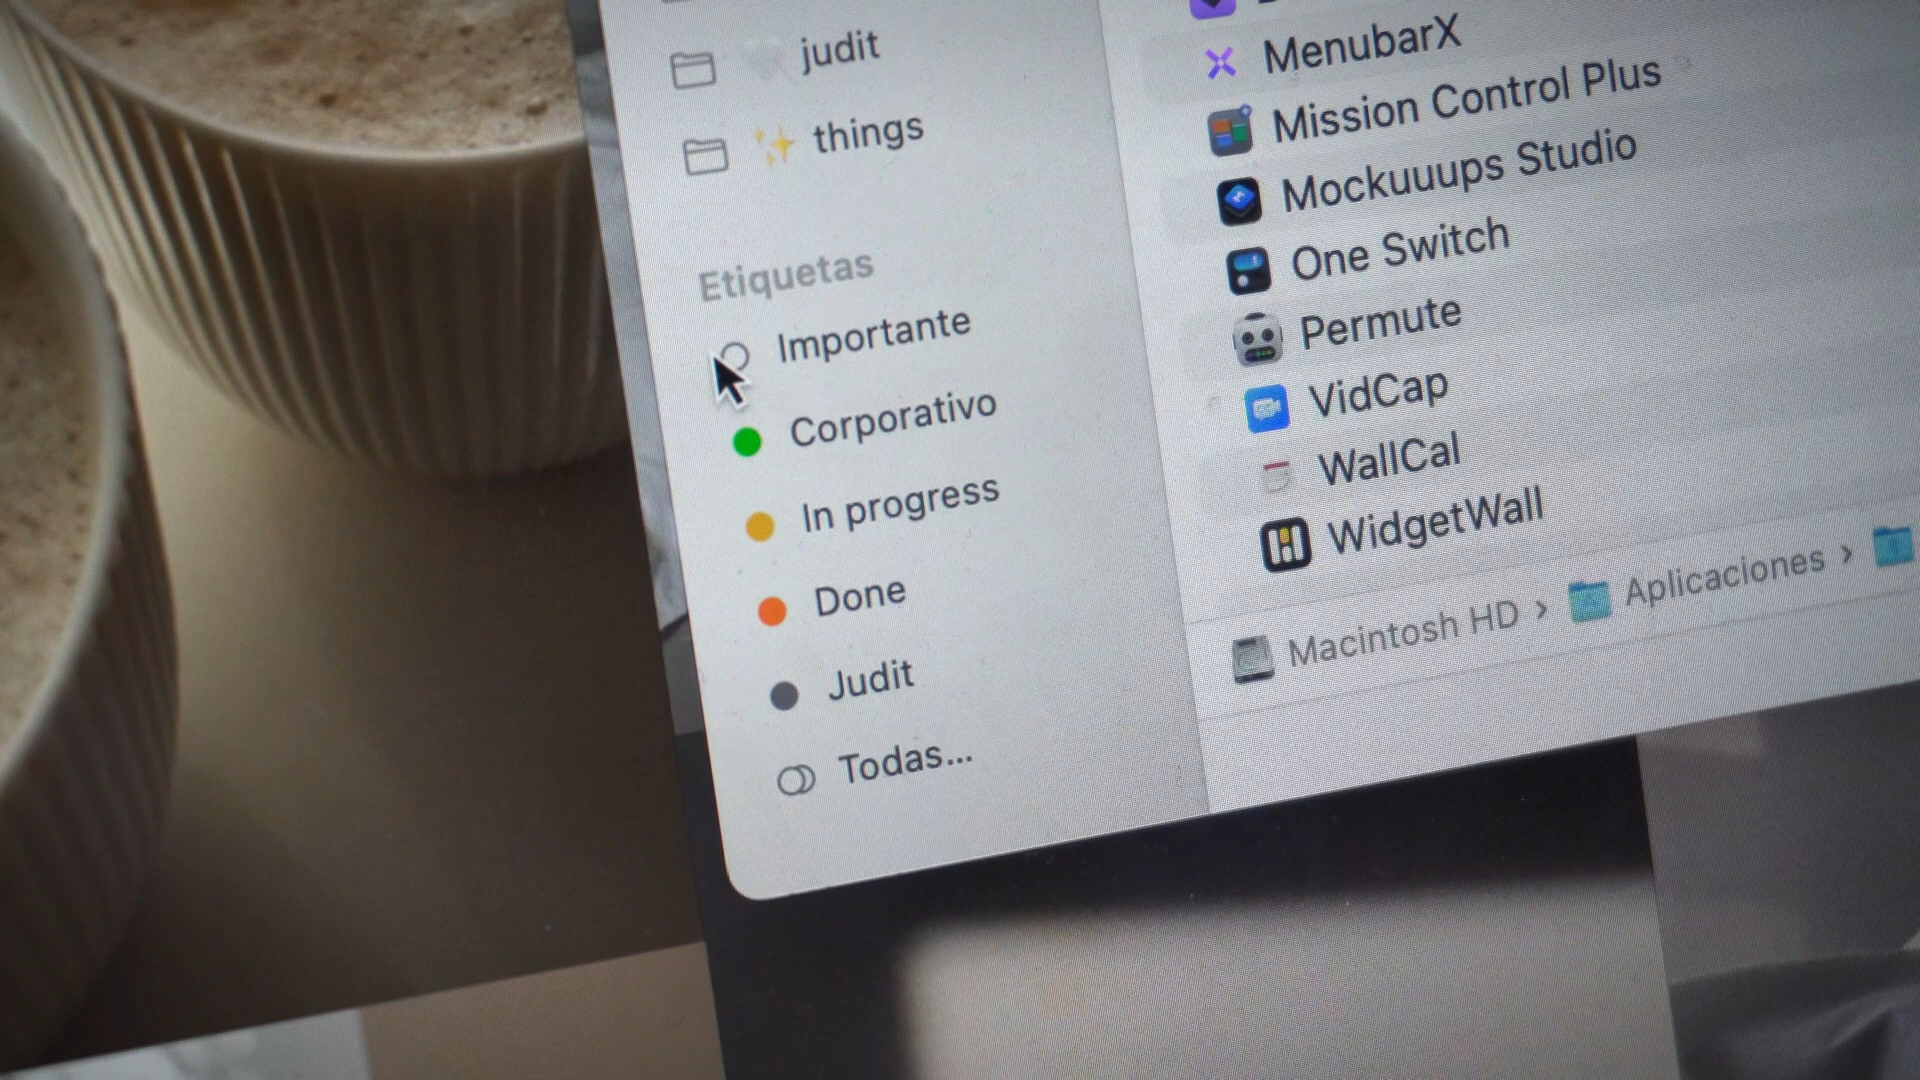 judit
things
Etiquetas
Importante
Corporativo
In progress
Done
Judit
Todas...
MenubarX
Mission Control Plus
Mockuuups Studio
One Switch
Permute
VidCap
WallCal
WidgetWall
Macintosh HD › Aplicaciones ›